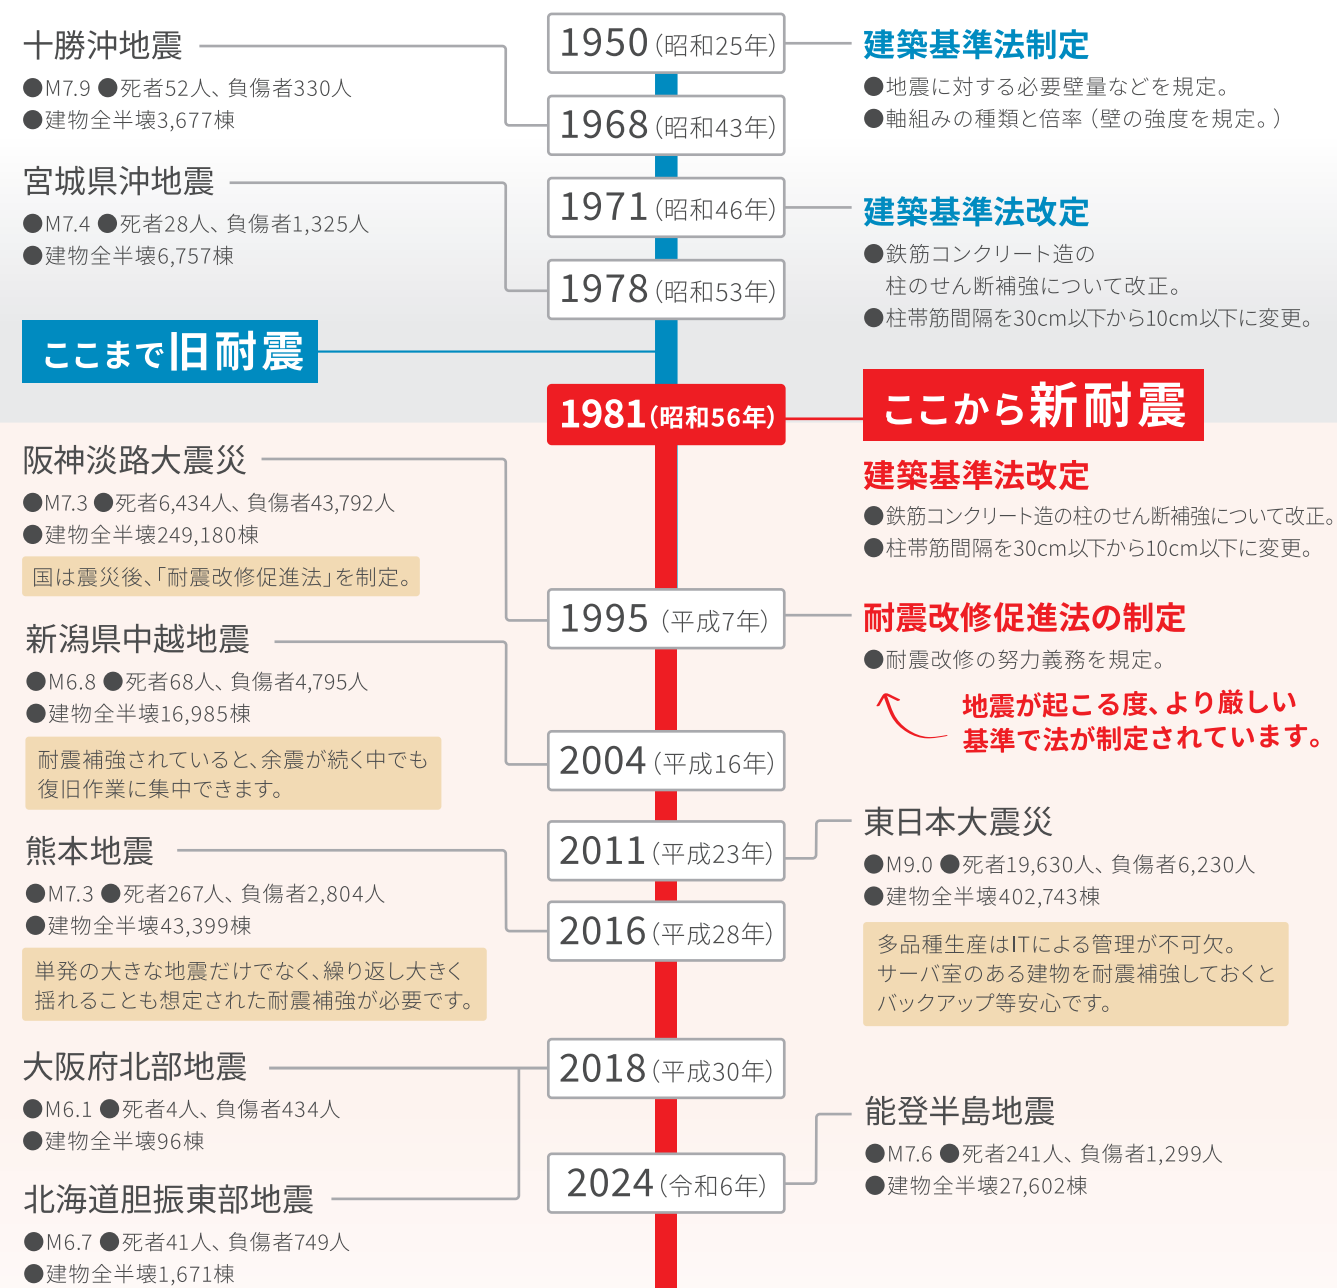 十勝沖地震
●M7.9 ●死者52人、負傷者330人
●建物全半壊3,677棟
宮城県沖地震
●M7.4 ●死者28人、負傷者1,325人
●建物全半壊6,757棟
ここまで旧耐震
1950(昭和25年)
1968(昭和43年)
1971(昭和46年)
1978(昭和53年)
1981(昭和56年)
建築基準法制定
●地震に対する必要壁量などを規定。
●軸組みの種類と倍率(壁の強度を規定。)
建築基準法改定
●鉄筋コンクリート造の
柱のせん断補強について改正。
●柱帯筋間隔を30cm以下から10cm以下に変更。
ここから新耐震
建築基準法改定
●鉄筋コンクリート造の柱のせん断補強について改正。
●柱帯筋間隔を30cm以下から10cm以下に変更。
阪神淡路大震災
●M7.3 ●死者6,434人、負傷者43,792人
●建物全半壊249,180棟
国は震災後、「耐震改修促進法」を制定。
1995(平成7年)
耐震改修促進法の制定
●耐震改修の努力義務を規定。
地震が起こる度、より厳しい
基準で法が制定されています。
新潟県中越地震
●M6.8 ●死者68人、負傷者4,795人
●建物全半壊16,985棟
耐震補強されていると、余震が続く中でも
復旧作業に集中できます。
2004(平成16年)
2011(平成23年)
東日本大震災
●M9.0 ●死者19,630人、負傷者6,230人
●建物全半壊402,743棟
多品種生産はITによる管理が不可欠。
サーバ室のある建物を耐震補強しておくと
バックアップ等安心です。
熊本地震
●M7.3 ●死者267人、負傷者2,804人
●建物全半壊43,399棟
単発の大きな地震だけでなく、繰り返し大きく
揺れることも想定された耐震補強が必要です。
2016(平成28年)
大阪府北部地震
●M6.1 ●死者4人、負傷者434人
●建物全半壊96棟
2018(平成30年)
北海道胆振東部地震
●M6.7 ●死者41人、負傷者749人
●建物全半壊1,671棟
2024(令和6年)
能登半島地震
●M7.6 ●死者241人、負傷者1,299人
●建物全半壊27,602棟